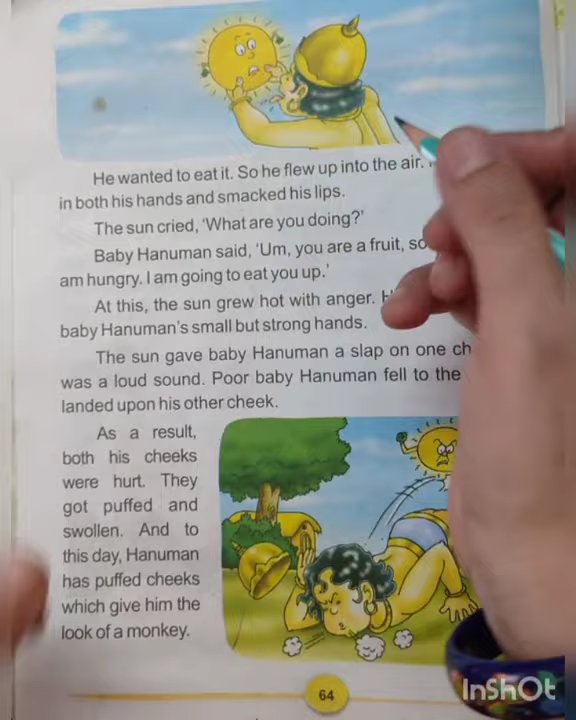 He wanted to eat it. So he flew up into the air.
in both his hands and smacked his lips.
The sun cried, ‘What are you doing?’
Baby Hanuman said, ‘Um, you are a fruit, so
am hungry. I am going to eat you up.’
At this, the sun grew hot with anger.
baby Hanuman's small but strong hands.
The sun gave baby Hanuman a slap on one
was a loud sound. Poor baby Hanuman fell to the
landed upon his other cheek.
As a result,
both his cheeks
were hurt. They
got puffed and
swollen. And to
this day, Hanuman
has puffed cheeks
which give him the
look of a monkey.
64
InShOt